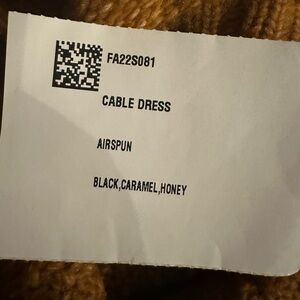 FA22S081
CABLE DRESS
AIRSPUN
BLACK,CARAMEL,HONEY